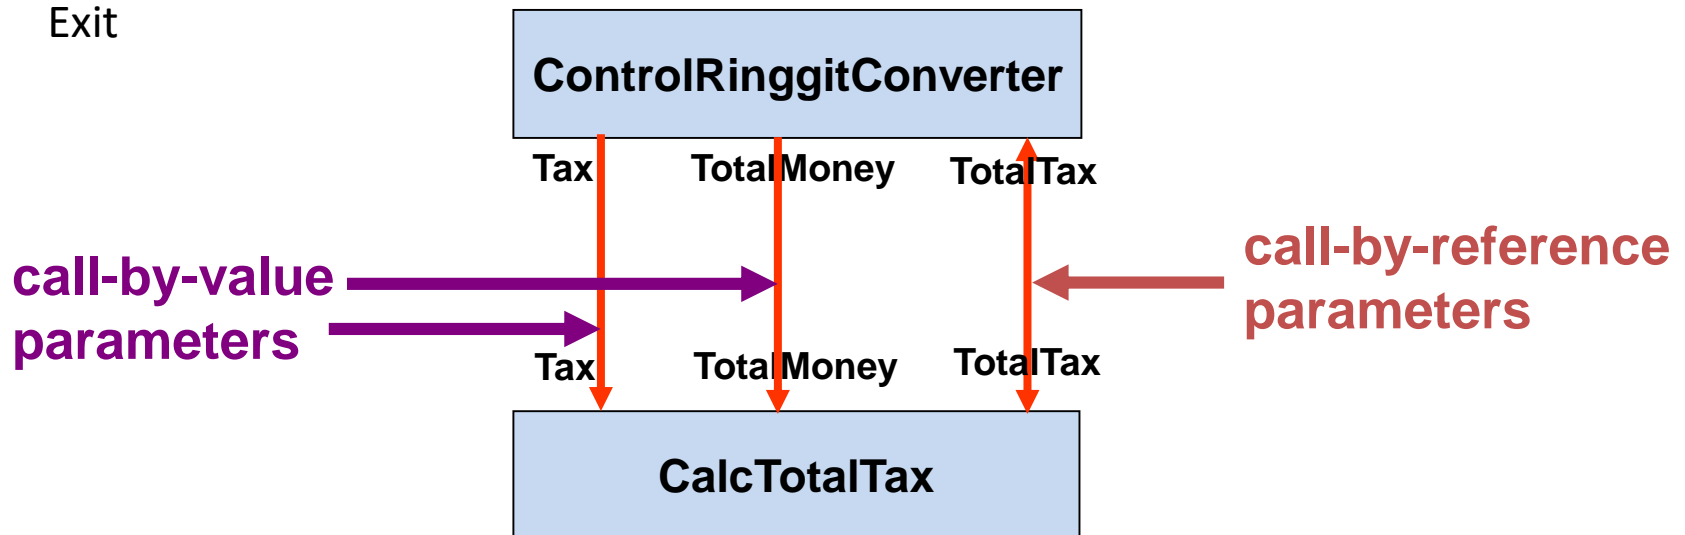 Exit
ControlRinggitConverter
Tax TotalMoney TotalTax
call-by-value
parameters
call-by-reference
parameters
Tax TotalMoney TotalTax
CalcTotalTax